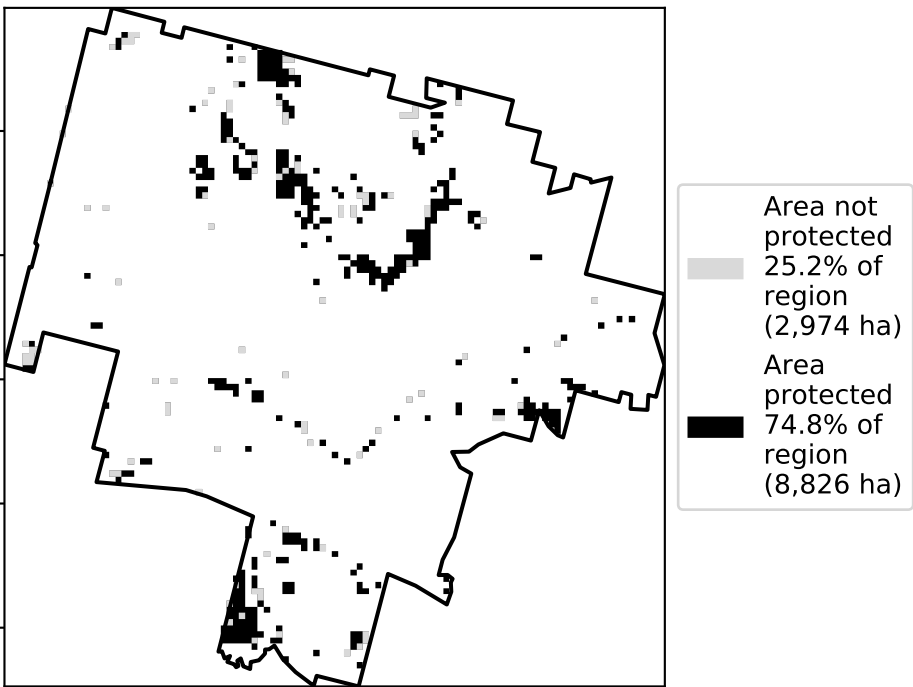 Area not
protected
25.2% of
region
(2,974 ha)
Area
protected
74.8% of
region
(8,826 ha)